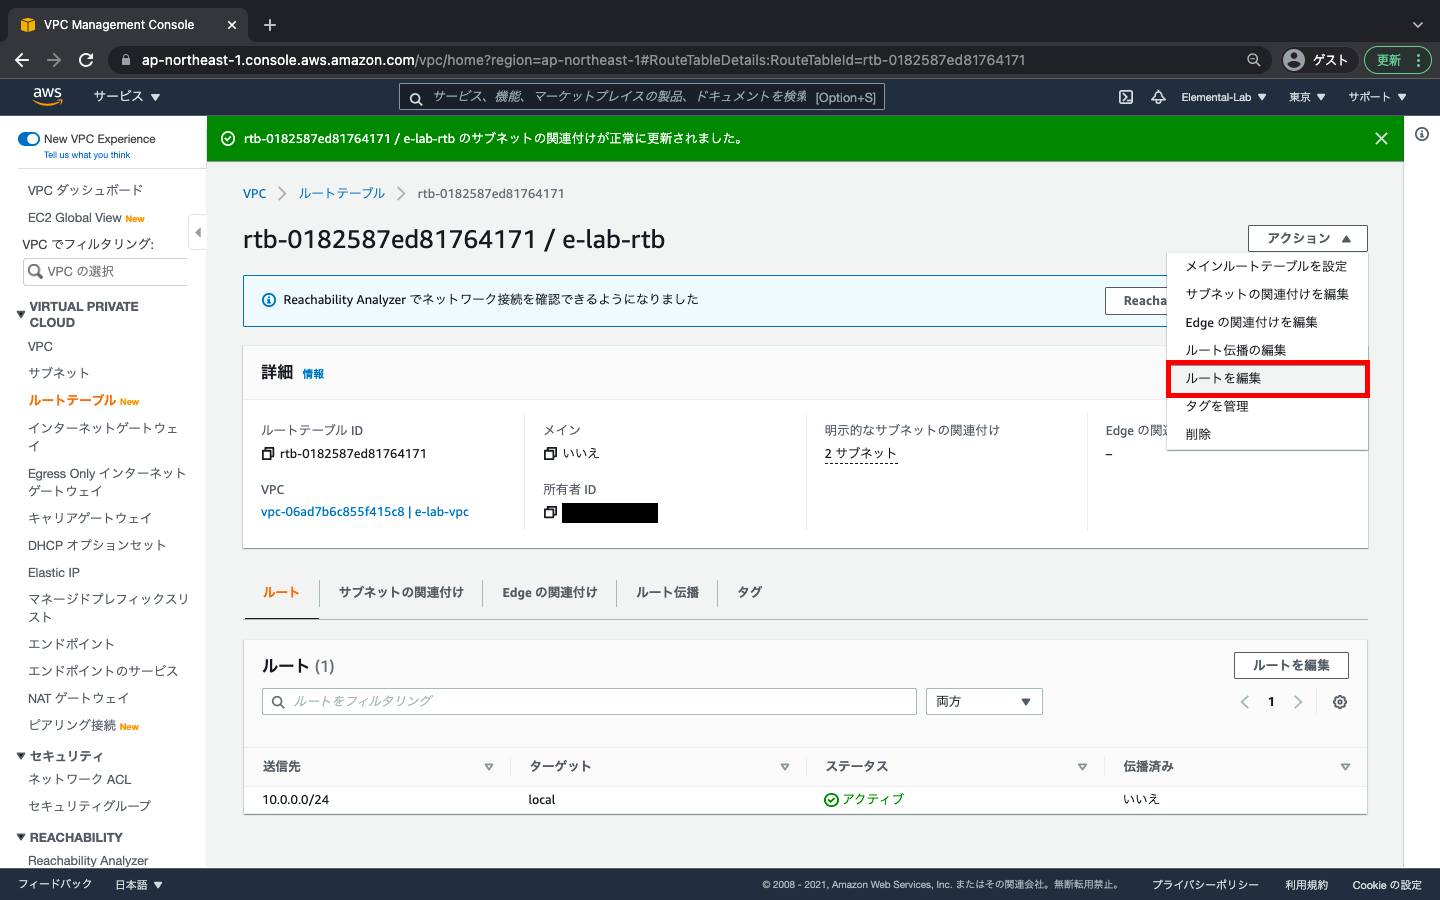 VPC Management Console
ap-northeast-1.console.aws.amazon.com/vpc/home?region=ap-northeast-1#RouteTableDetails:RouteTableId=rtb-0182587ed81764171
ゲスト
更新
aws
サービス
サービス、機能、マーケットプレイスの製品、ドキュメントを検索 [Option+S]
Elemental-Lab
東京
サポート
New VPC Experience
Tell us what you think
VPC ダッシュボード
EC2 Global View New
VPC でフィルタリング:
VPC の選択
VIRTUAL PRIVATE
CLOUD
VPC
サブネット
ルートテーブル New
インターネットゲートウェ
イ
Egress Only インターネット
ゲートウェイ
キャリアゲートウェイ
DHCP オプションセット
Elastic IP
マネージドプレフィックスリ
スト
エンドポイント
エンドポイントのサービス
NAT ゲートウェイ
ピアリング接続 New
セキュリティ
ネットワーク ACL
セキュリティグループ
REACHABILITY
Reachability Analyzer
rtb-0182587ed81764171 / e-lab-rtb のサブネットの関連付けが正常に更新されました。
VPC
ルートテーブル
rtb-0182587ed81764171
rtb-0182587ed81764171 / e-lab-rtb
アクション
メインルートテーブルを設定
サブネットの関連付けを編集
Edge の関連付けを編集
ルート伝播の編集
ルートを編集
タグを管理
削除
Reachability Analyzer でネットワーク接続を確認できるようになりました
Reacha
詳細 情報
ルートテーブル ID
rtb-0182587ed81764171
メイン
いいえ
明示的なサブネットの関連付け
2 サブネット
Edge の関連
–
VPC
vpc-06ad7b6c855f415c8 | e-lab-vpc
所有者 ID
ルート
サブネットの関連付け
Edge の関連付け
ルート伝播
タグ
ルート (1)
ルートを編集
ルートをフィルタリング
両方
1
送信先
ターゲット
ステータス
伝播済み
10.0.0.0/24
local
アクティブ
いいえ
フィードバック
日本語
© 2008 - 2021, Amazon Web Services, Inc. またはその関連会社。無断転用禁止。
プライバシーポリシー
利用規約
Cookie の設定